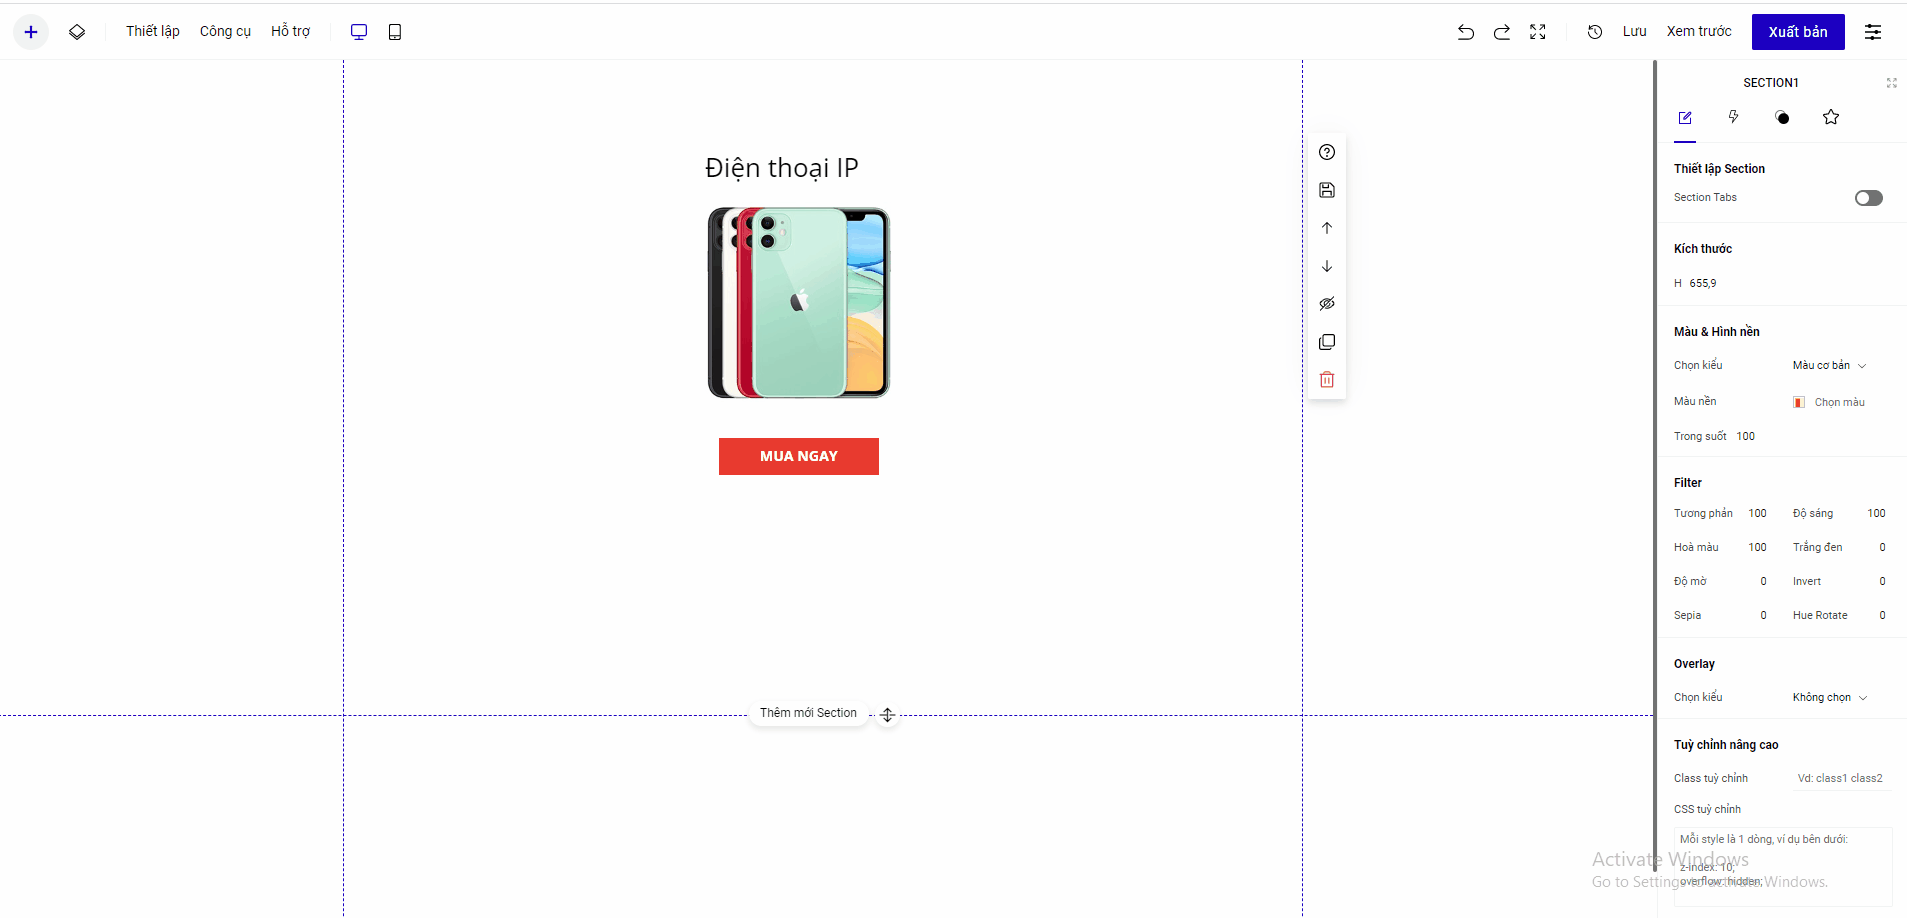 Thiết lập Công cụ Hỗ trợ Lưu Xem trước Xuất bản
SECTION1
Điện thoại IP
MUA NGAY
Thêm mới Section
Thiết lập Section
Section Tabs
Kích thước
H 655,9
Màu & Hình nền
Chọn kiểu Màu cơ bản
Màu nền Chọn màu
Trong suốt 100
Filter
Tương phản 100 Độ sáng 100
Hoà màu 100 Trắng đen 0
Độ mờ 0 Invert 0
Sepia 0 Hue Rotate 0
Overlay
Chọn kiểu Không chọn
Tuỳ chỉnh nâng cao
Class tuỳ chỉnh Vd: class1 class2
CSS tuỳ chỉnh
Mỗi style là 1 dòng, ví dụ bên dưới:
z-index: 10;
overflow: hidden;
Activate Windows
Go to Settings to activate Windows.